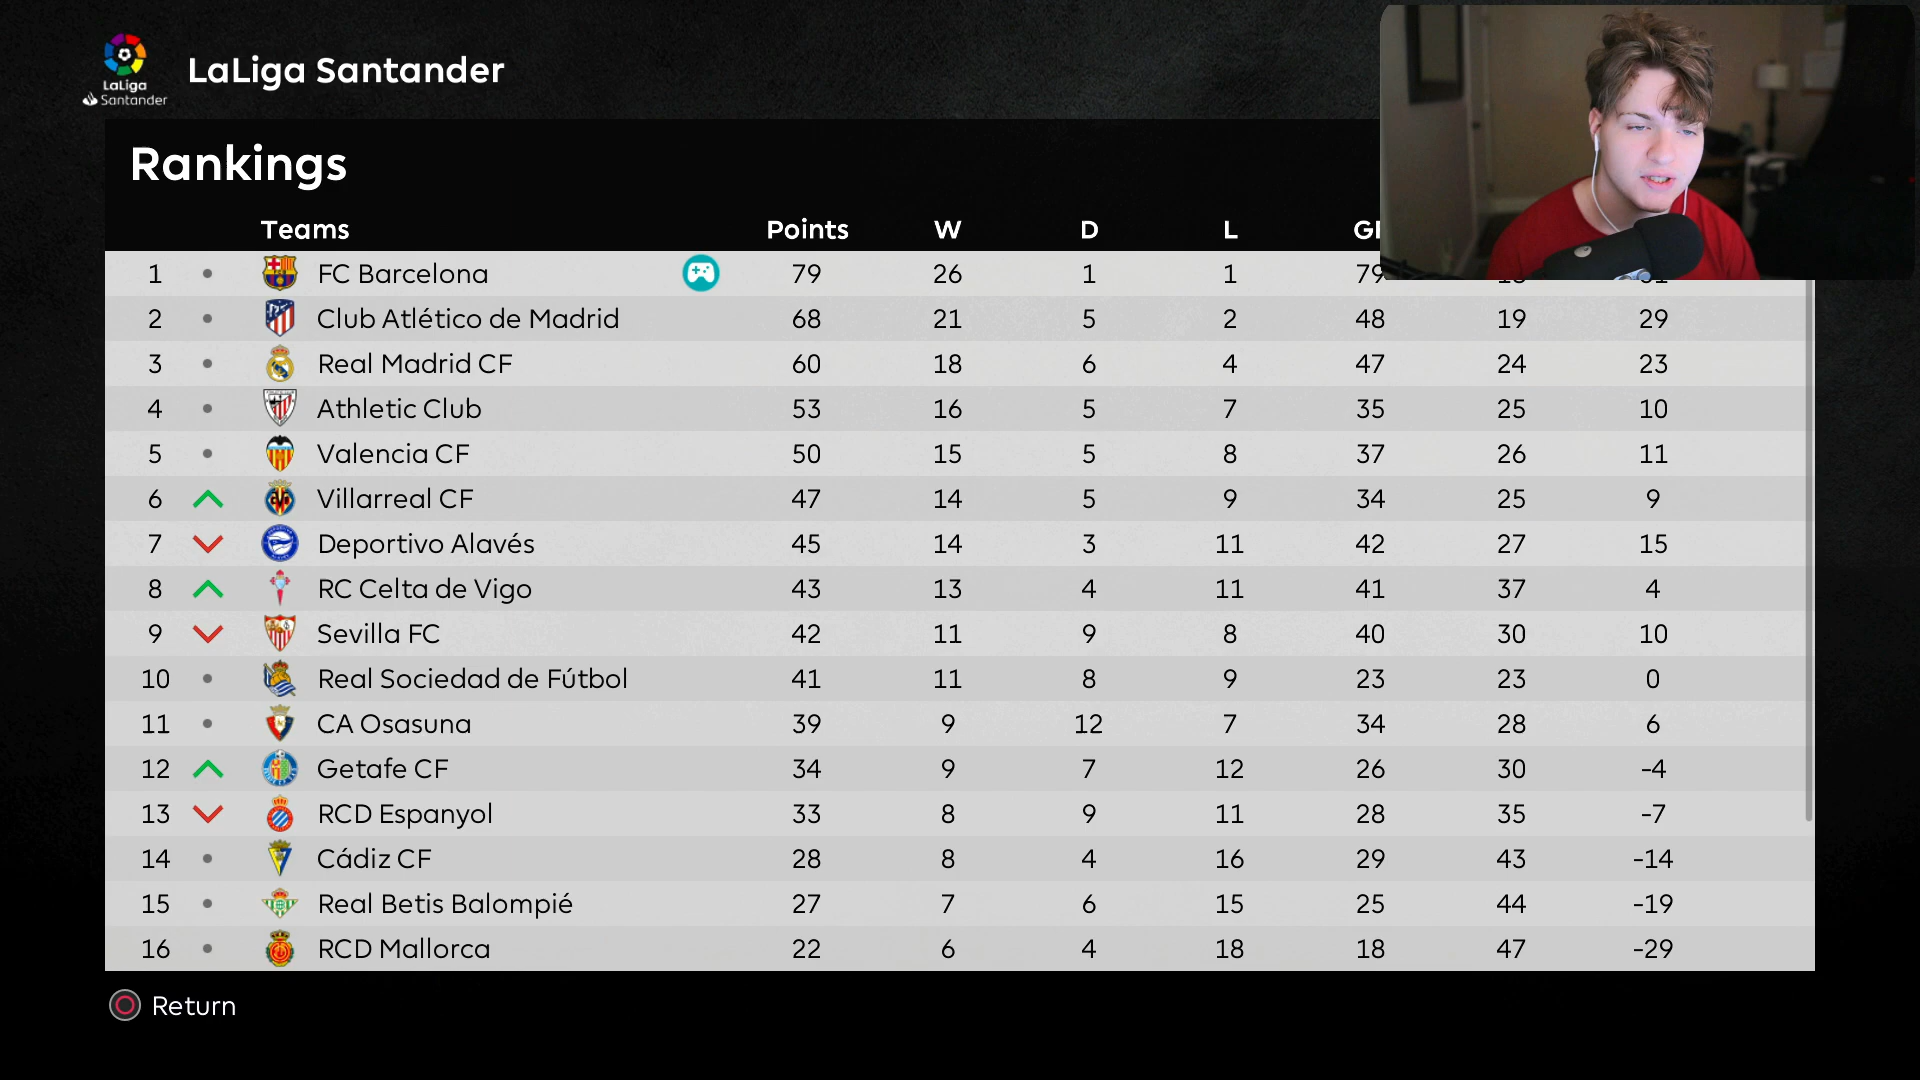 LaLiga
Santander
LaLiga Santander
Rankings
Teams Points W D L
1 FC Barcelona 79 26 1 1 79
2 Club Atlético de Madrid 68 21 5 2 48 19 29
3 Real Madrid CF 60 18 6 4 47 24 23
4 Athletic Club 53 16 5 7 35 25 10
5 Valencia CF 50 15 5 8 37 26 11
6 Villarreal CF 47 14 5 9 34 25 9
7 Deportivo Alavés 45 14 3 11 42 27 15
8 RC Celta de Vigo 43 13 4 11 41 37 4
9 Sevilla FC 42 11 9 8 40 30 10
10 Real Sociedad de Fútbol 41 11 8 9 23 23 0
11 CA Osasuna 39 9 12 7 34 28 6
12 Getafe CF 34 9 7 12 26 30 -4
13 RCD Espanyol 33 8 9 11 28 35 -7
14 Cádiz CF 28 8 4 16 29 43 -14
15 Real Betis Balompié 27 7 6 15 25 44 -19
16 RCD Mallorca 22 6 4 18 18 47 -29
Return